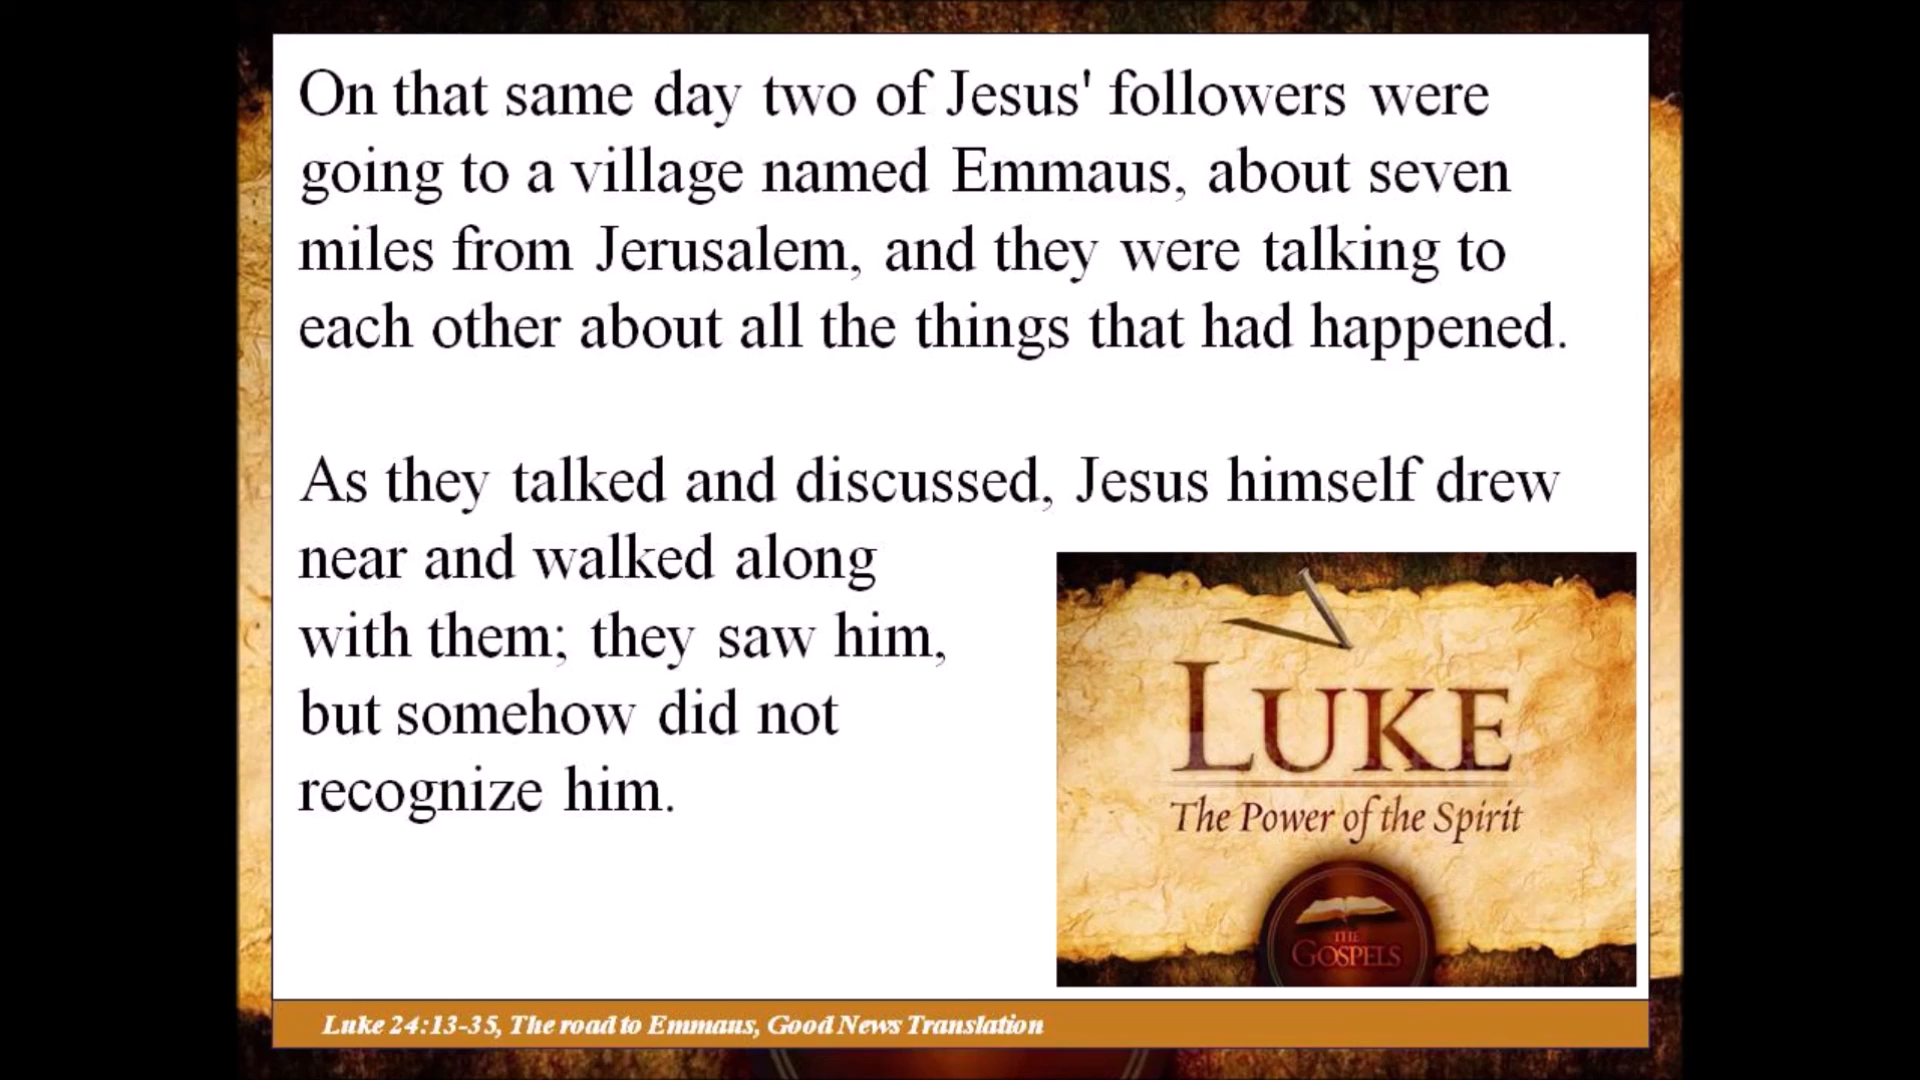 On that same day two of Jesus' followers were
going to a village named Emmaus, about seven
miles from Jerusalem, and they were talking to
each other about all the things that had happened.
As they talked and discussed, Jesus himself drew
near and walked along
with them; they saw him,
but somehow did not
recognize him.
LUKE
The Power of the Spirit
THE
GOSPELS
Luke 24:13-35, The road to Emmaus, Good News Translation